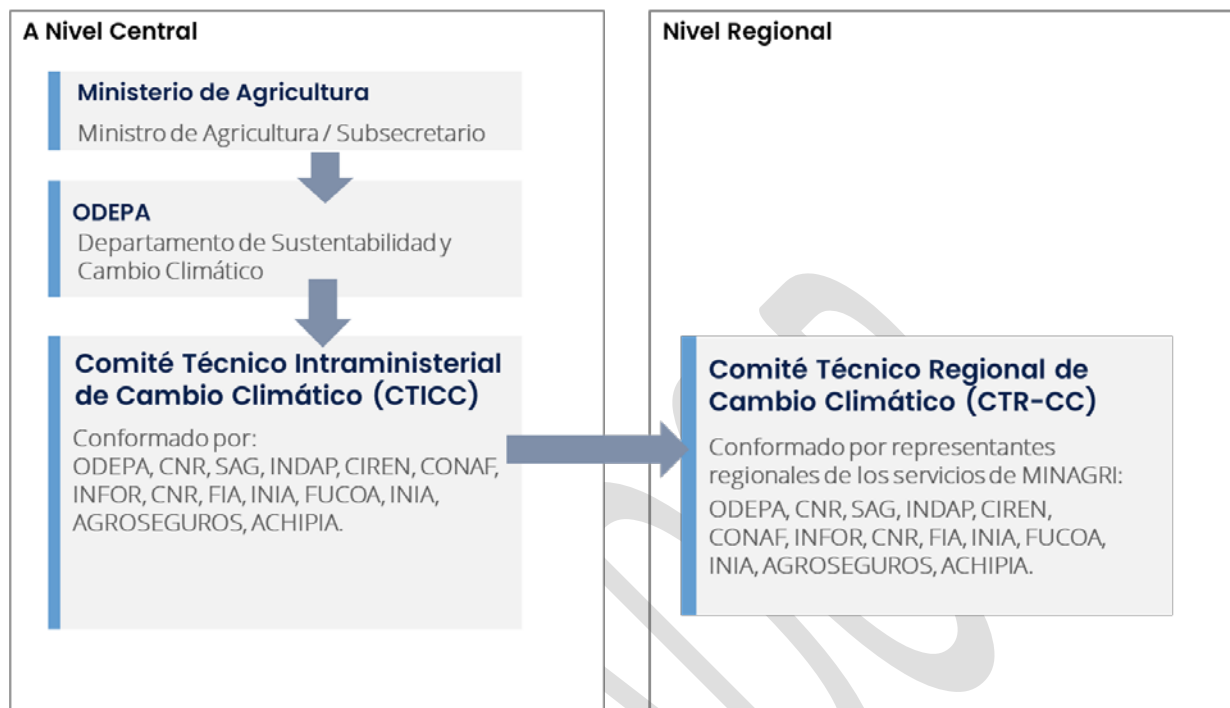 A Nivel Central
Ministerio de Agricultura
Ministro de Agricultura / Subsecretario
ODEPA
Departamento de Sustentabilidad y
Cambio Climático
Comité Técnico Intraministerial
de Cambio Climático (CTICC)
Conformado por:
ODEPA, CNR, SAG, INDAP, CIREN, CONAF,
INFOR, CNR, FIA, INIA, FUCOA, INIA,
AGROSEGUROS, ACHIPIA.
Nivel Regional
Comité Técnico Regional de
Cambio Climático (CTR-CC)
Conformado por representantes
regionales de los servicios de MINAGRI:
ODEPA, CNR, SAG, INDAP, CIREN,
CONAF, INFOR, CNR, FIA, INIA, FUCOA,
INIA, AGROSEGUROS, ACHIPIA.